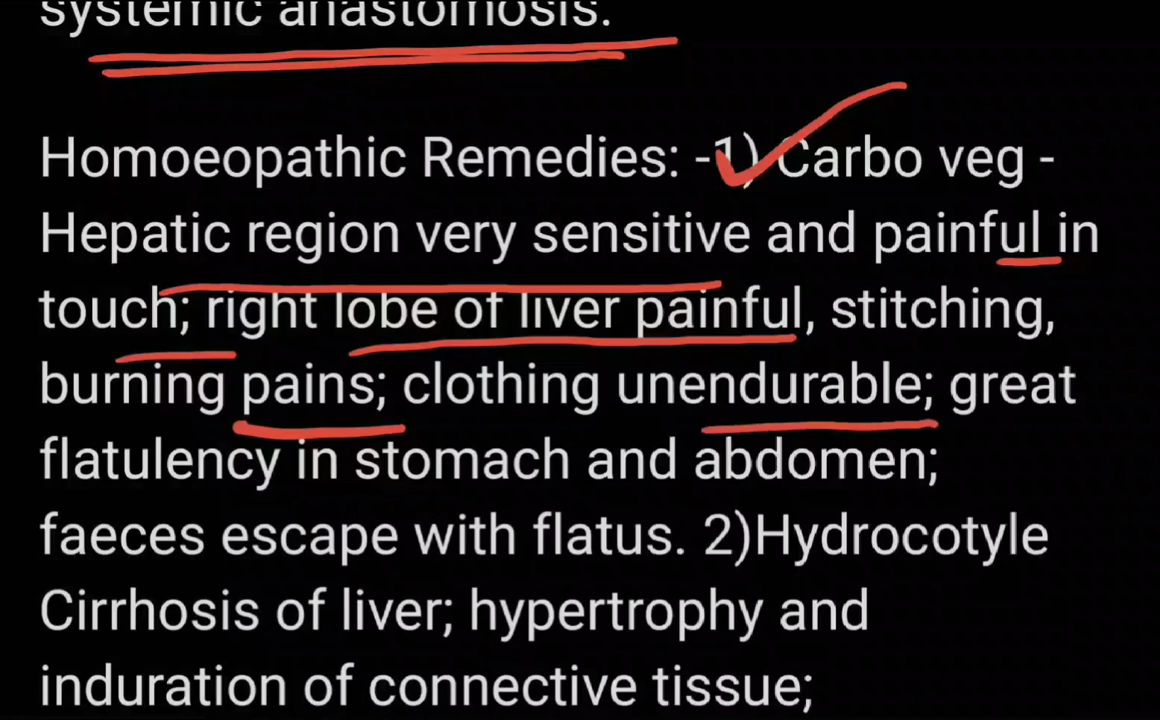 systemic anastomosis.
Homoeopathic Remedies: -1) Carbo veg -
Hepatic region very sensitive and painful in
touch; right lobe of liver painful, stitching,
burning pains; clothing unendurable; great
flatulency in stomach and abdomen;
faeces escape with flatus. 2)Hydrocotyle
Cirrhosis of liver; hypertrophy and
induration of connective tissue;